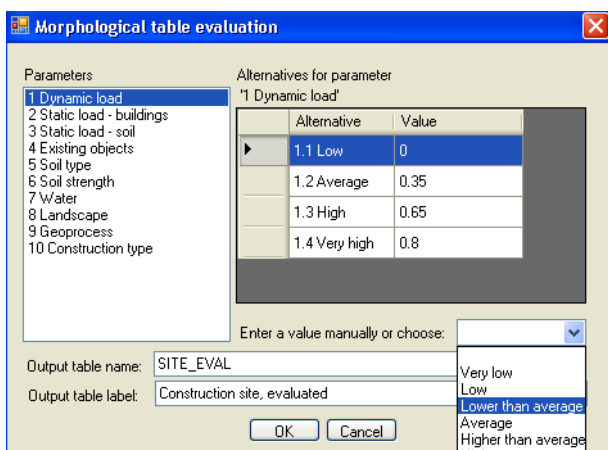 Morphological table evaluation
Parameters
1 Dynamic load
2 Static load - buildings
3 Static load - soil
4 Existing objects
5 Soil type
6 Soil strength
7 Water
8 Landscape
9 Geoprocess
10 Construction type
Alternatives for parameter
'1 Dynamic load'
Alternative Value
1.1 Low 0
1.2 Average 0.35
1.3 High 0.65
1.4 Very high 0.8
Enter a value manually or choose:
Very low
Low
Lower than average
Average
Higher than average
Output table name: SITE_EVAL
Output table label: Construction site, evaluated
OK Cancel